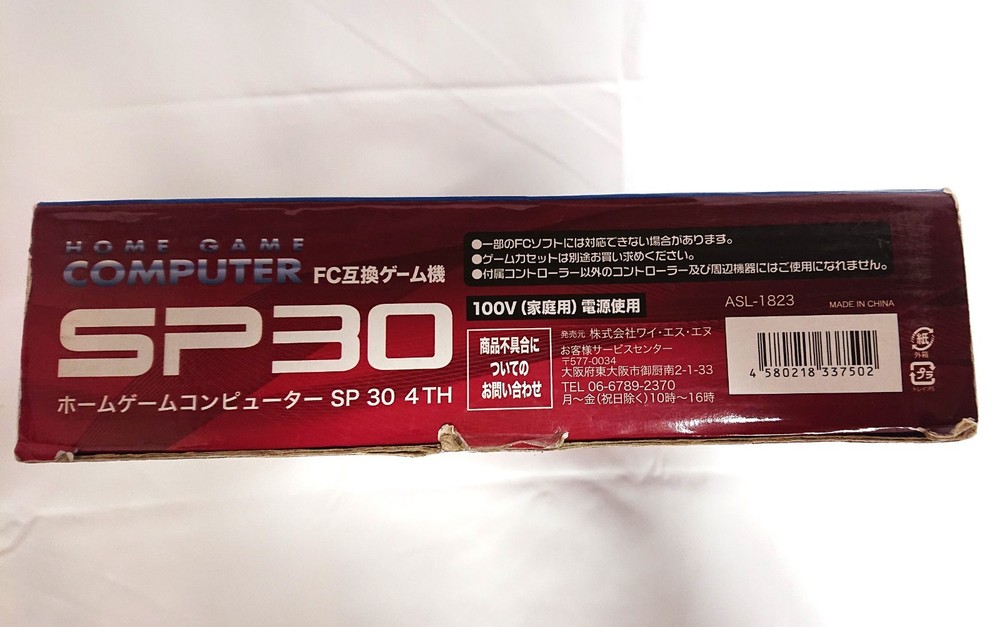 HOME GAME
COMPUTER FC互換ゲーム機
SP30
ホームゲームコンピューター SP 30 4TH
●一部のFCソフトには対応できない場合があります。
●ゲームカセットは別途お買い求めください。
●付属コントローラー以外のコントローラー及び周辺機器にはご使用になれません。
100V(家庭用)電源使用
商品不具合に
ついての
お問い合わせ
発売元 株式会社ワイ・エス・エヌ
お客様サービスセンター
〒577-0034
大阪府東大阪市御厨南2-1-33
TEL 06-6789-2370
月〜金(祝日除く)10時〜16時
ASL-1823
MADE IN CHINA
4 580218 337502
紙
外箱
プラ